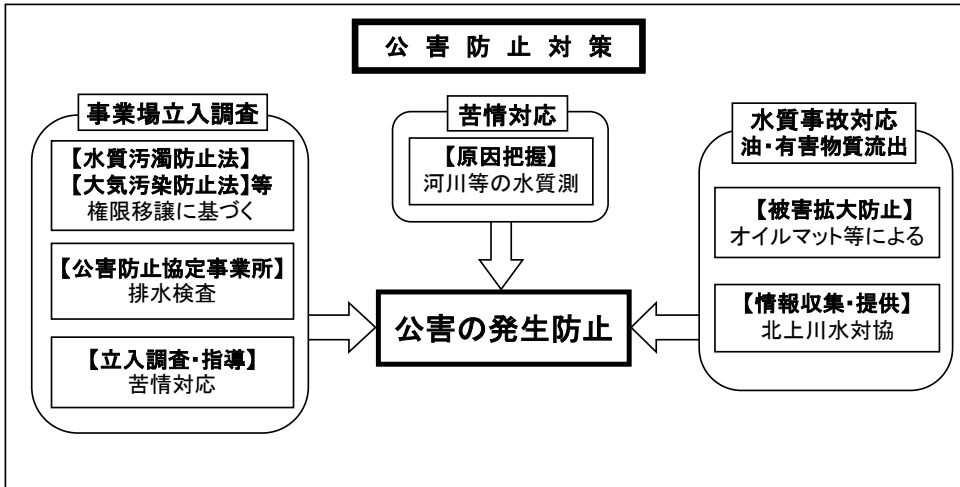 公害防止対策
事業場立入調査
【水質汚濁防止法】
【大気汚染防止法】等
権限移譲に基づく
【公害防止協定事業所】
排水検査
【立入調査・指導】
苦情対応
苦情対応
【原因把握】
河川等の水質測
水質事故対応
油・有害物質流出
【被害拡大防止】
オイルマット等による
【情報収集・提供】
北上川水対協
公害の発生防止